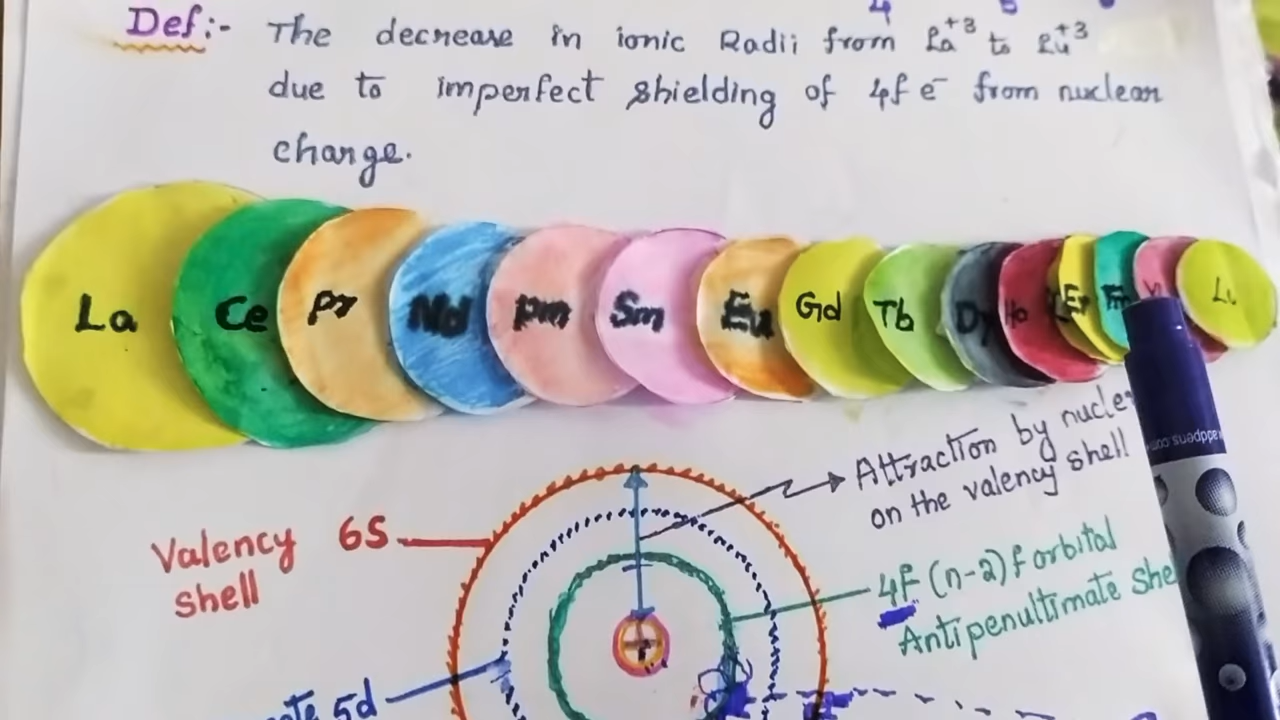 Def:- The decrease in ionic Radii from La+3 to Lu+3
due to imperfect shielding of 4f e- from nuclear
charge.
La Ce Pr Nd Pm Sm Eu Gd Tb Dy Ho Er Tm Lu
Attraction by
on the valency shell
Valency 6S
shell
4f (n-2) f orbital
Antipenultimate
5d